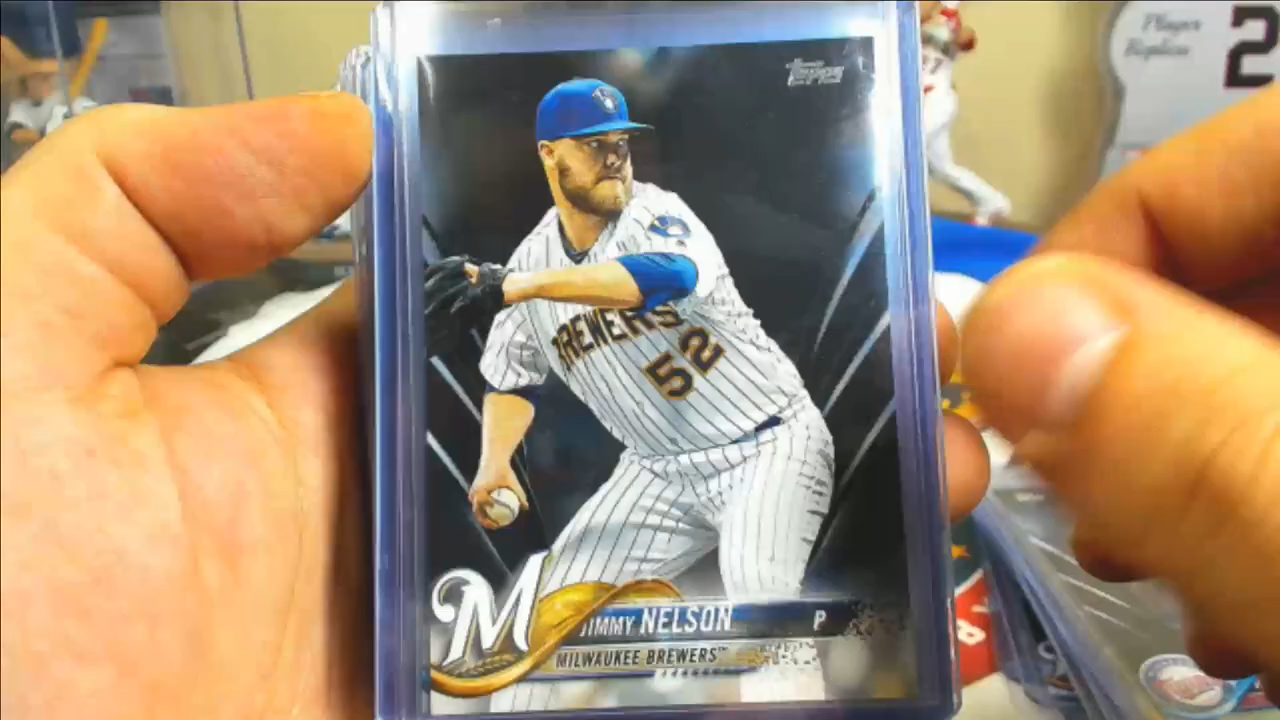 Player
Replica
2
Topps
BREWERS
52
M
JIMMY NELSON P
MILWAUKEE BREWERS™